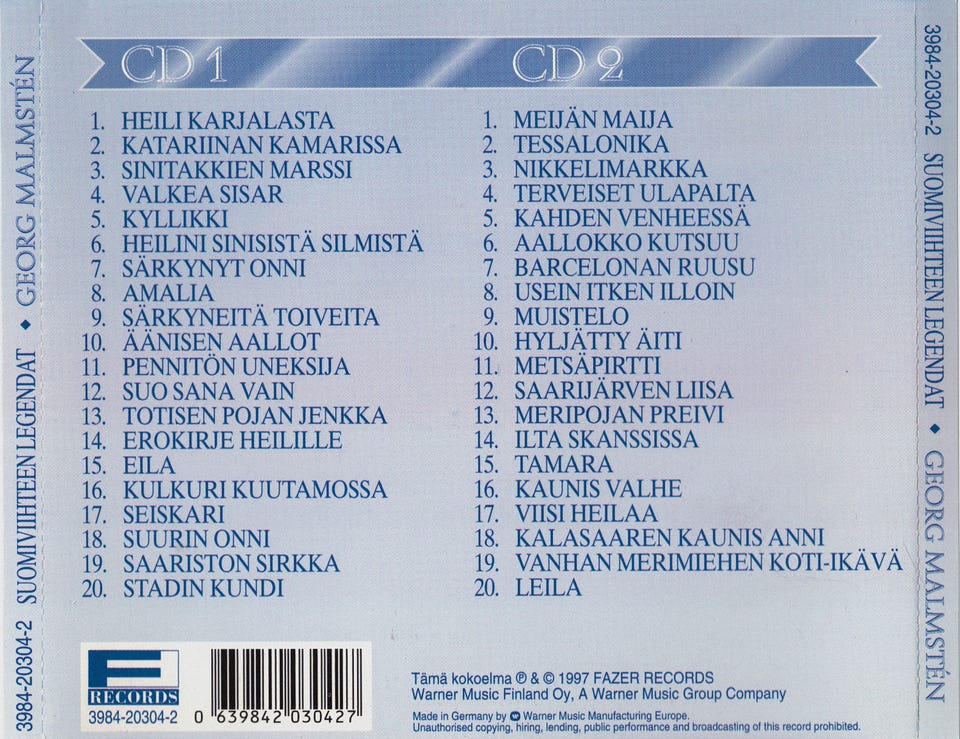 3984-20304-2 SUOMIVIIHTEEN LEGENDAT ◆ GEORG MALMSTÉN
CD 1
1. HEILI KARJALASTA
2. KATARIINAN KAMARISSA
3. SINITAKKIEN MARSSI
4. VALKEA SISAR
5. KYLLIKKI
6. HEILINI SINISISTÄ SILMISTÄ
7. SÄRKYNYT ONNI
8. AMALIA
9. SÄRKYNEITÄ TOIVEITA
10. ÄÄNISEN AALLOT
11. PENNITÖN UNEKSIJA
12. SUO SANA VAIN
13. TOTISEN POJAN JENKKA
14. EROKIRJE HEILILLE
15. EILA
16. KULKURI KUUTAMOSSA
17. SEISKARI
18. SUURIN ONNI
19. SAARISTON SIRKKA
20. STADIN KUNDI
CD 2
1. MEIJÄN MAIJA
2. TESSALONIKA
3. NIKKELIMARKKA
4. TERVEISET ULAPALTA
5. KAHDEN VENHEESSÄ
6. AALLOKKO KUTSUU
7. BARCELONAN RUUSU
8. USEIN ITKEN ILLOIN
9. MUISTELO
10. HYLJÄTTY ÄITI
11. METSÄPIRTTI
12. SAARIJÄRVEN LIISA
13. MERIPOJAN PREIVI
14. ILTA SKANSSISSA
15. TAMARA
16. KAUNIS VALHE
17. VIISI HEILAA
18. KALASAAREN KAUNIS ANNI
19. VANHAN MERIMIEHEN KOTI-IKÄVÄ
20. LEILA
F
RECORDS
3984-20304-2
0 639842 030427
Tämä kokoelma ℗ & © 1997 FAZER RECORDS
Warner Music Finland Oy, A Warner Music Group Company
Made in Germany by Warner Music Manufacturing Europe.
Unauthorised copying, hiring, lending, public performance and broadcasting of this record prohibited.
3984-20304-2 SUOMIVIIHTEEN LEGENDAT ◆ GEORG MALMSTÉN